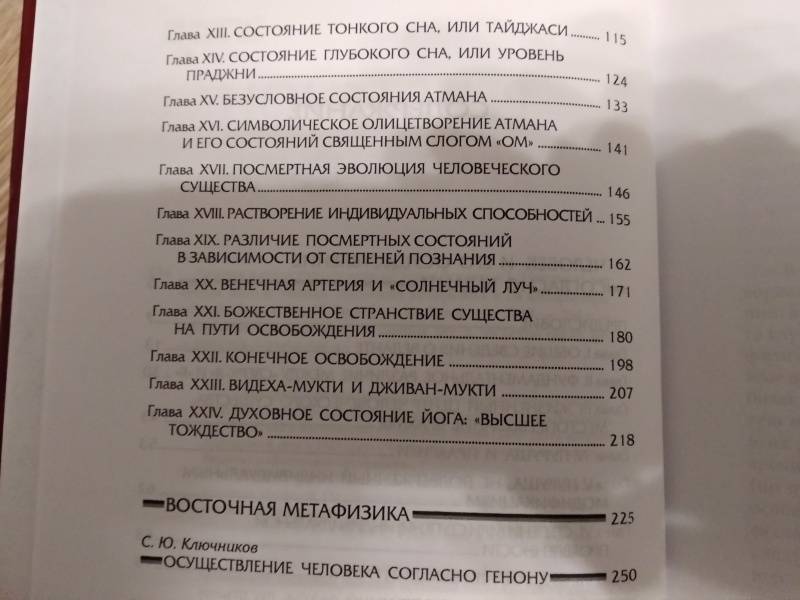 Глава XIII. СОСТОЯНИЕ ТОНКОГО СНА, ИЛИ ТАЙДЖАСИ ........ 115
Глава XIV. СОСТОЯНИЕ ГЛУБОКОГО СНА, ИЛИ УРОВЕНЬ
ПРАДЖНИ ........ 124
Глава XV. БЕЗУСЛОВНОЕ СОСТОЯНИЯ АТМАНА ........ 133
Глава XVI. СИМВОЛИЧЕСКОЕ ОЛИЦЕТВОРЕНИЕ АТМАНА
И ЕГО СОСТОЯНИЙ СВЯЩЕННЫМ СЛОГОМ «ОМ» ........ 141
Глава XVII. ПОСМЕРТНАЯ ЭВОЛЮЦИЯ ЧЕЛОВЕЧЕСКОГО
СУЩЕСТВА ........ 146
Глава XVIII. РАСТВОРЕНИЕ ИНДИВИДУАЛЬНЫХ СПОСОБНОСТЕЙ ... 155
Глава XIX. РАЗЛИЧИЕ ПОСМЕРТНЫХ СОСТОЯНИЙ
В ЗАВИСИМОСТИ ОТ СТЕПЕНЕЙ ПОЗНАНИЯ ........ 162
Глава XX. ВЕНЕЧНАЯ АРТЕРИЯ И «СОЛНЕЧНЫЙ ЛУЧ» ........ 171
Глава XXI. БОЖЕСТВЕННОЕ СТРАНСТВИЕ СУЩЕСТВА
НА ПУТИ ОСВОБОЖДЕНИЯ ........ 180
Глава XXII. КОНЕЧНОЕ ОСВОБОЖДЕНИЕ ........ 198
Глава XXIII. ВИДЕХА-МУКТИ И ДЖИВАН-МУКТИ ........ 207
Глава XXIV. ДУХОВНОЕ СОСТОЯНИЕ ЙОГА: «ВЫСШЕЕ
ТОЖДЕСТВО» ........ 218
ВОСТОЧНАЯ МЕТАФИЗИКА 225
С. Ю. Ключников
ОСУЩЕСТВЛЕНИЕ ЧЕЛОВЕКА СОГЛАСНО ГЕНОНУ 250